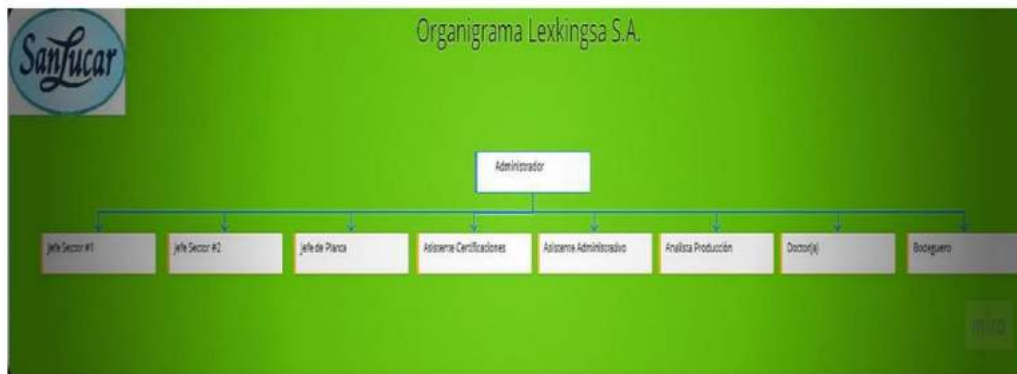 SanLucar
Organigrama Lexkingsa S.A.
Administrador
Jefe Sector #1
Jefe Sector #2
Jefe de Planta
Asistente Certificaciones
Asistente Administrativo
Analista Producción
Doctor(a)
Bodeguero
miro